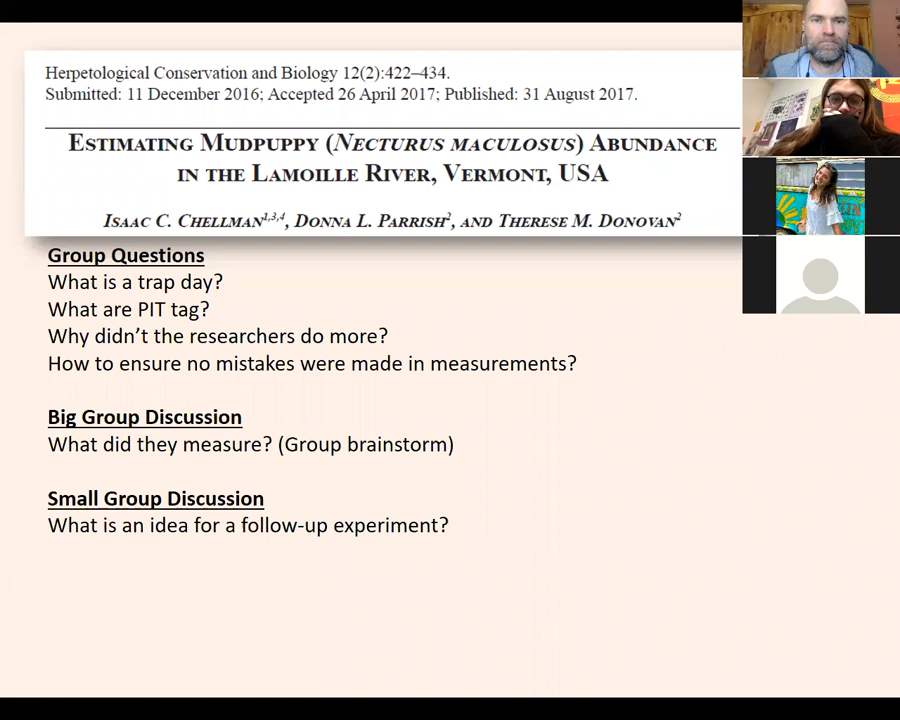 Herpetological Conservation and Biology 12(2):422–434.
Submitted: 11 December 2016; Accepted 26 April 2017; Published: 31 August 2017.
Estimating Mudpuppy (Necturus maculosus) Abundance
in the Lamoille River, Vermont, USA
Isaac C. Chellman1,3,4, Donna L. Parrish2, and Therese M. Donovan2
Group Questions
What is a trap day?
What are PIT tag?
Why didn’t the researchers do more?
How to ensure no mistakes were made in measurements?
Big Group Discussion
What did they measure? (Group brainstorm)
Small Group Discussion
What is an idea for a follow-up experiment?